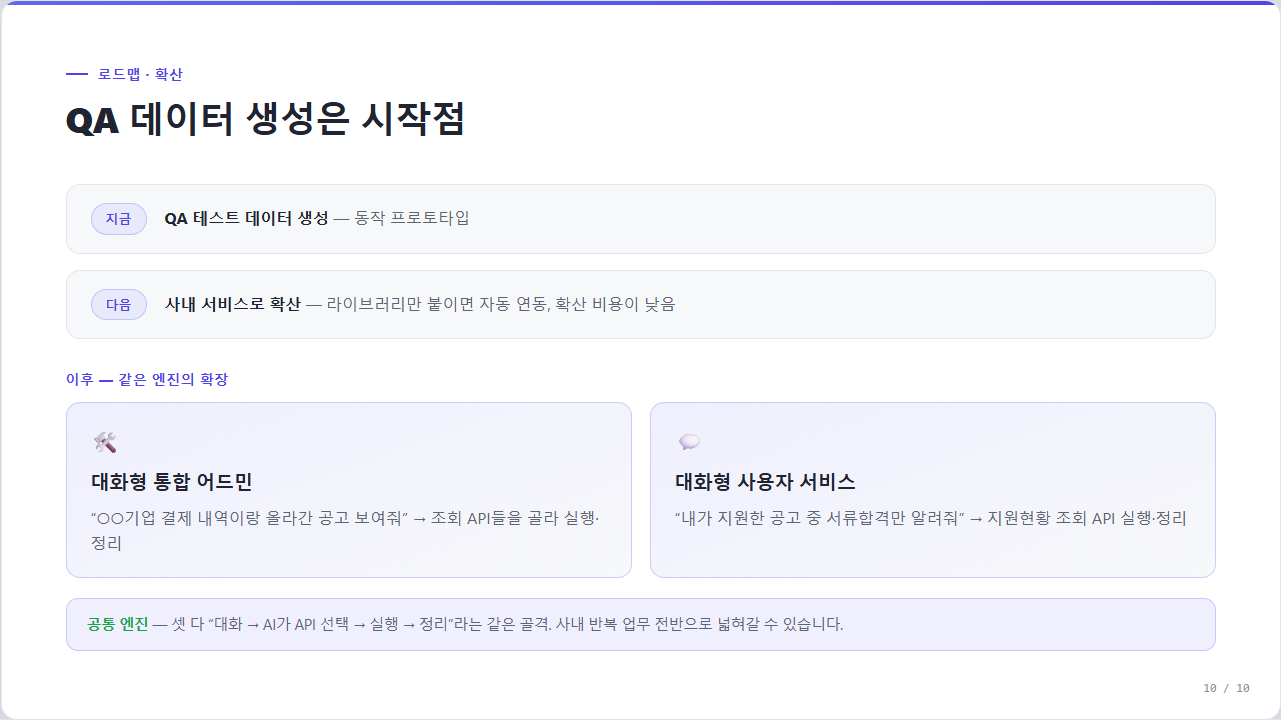 로드맵 · 확산
QA 데이터 생성은 시작점
지금 QA 테스트 데이터 생성 — 동작 프로토타입
다음 사내 서비스로 확산 — 라이브러리만 붙이면 자동 연동, 확산 비용이 낮음
이후 — 같은 엔진의 확장
대화형 통합 어드민
“○○기업 결제 내역이랑 올라간 공고 보여줘” → 조회 API들을 골라 실행·
정리
대화형 사용자 서비스
“내가 지원한 공고 중 서류합격만 알려줘” → 지원현황 조회 API 실행·정리
공통 엔진 — 셋 다 “대화 → AI가 API 선택 → 실행 → 정리”라는 같은 골격. 사내 반복 업무 전반으로 넓혀갈 수 있습니다.
10 / 10